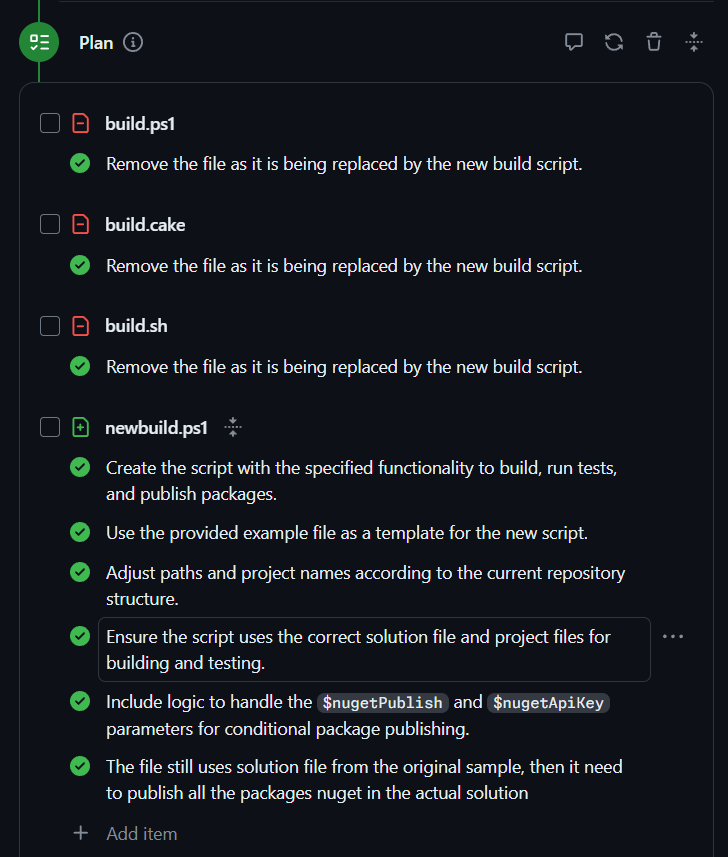 Plan
build.ps1
Remove the file as it is being replaced by the new build script.
build.cake
Remove the file as it is being replaced by the new build script.
build.sh
Remove the file as it is being replaced by the new build script.
newbuild.ps1
Create the script with the specified functionality to build, run tests,
and publish packages.
Use the provided example file as a template for the new script.
Adjust paths and project names according to the current repository
structure.
Ensure the script uses the correct solution file and project files for
building and testing.
Include logic to handle the $nugetPublish and $nugetApiKey
parameters for conditional package publishing.
The file still uses solution file from the original sample, then it need
to publish all the packages nuget in the actual solution
Add item